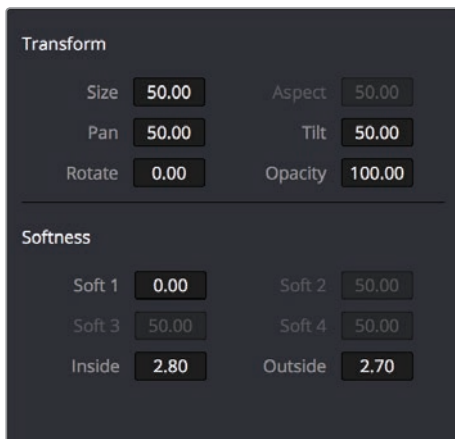 Transform
Size 50.00 Aspect 50.00
Pan 50.00 Tilt 50.00
Rotate 0.00 Opacity 100.00
Softness
Soft 1 0.00 Soft 2 50.00
Soft 3 50.00 Soft 4 50.00
Inside 2.80 Outside 2.70